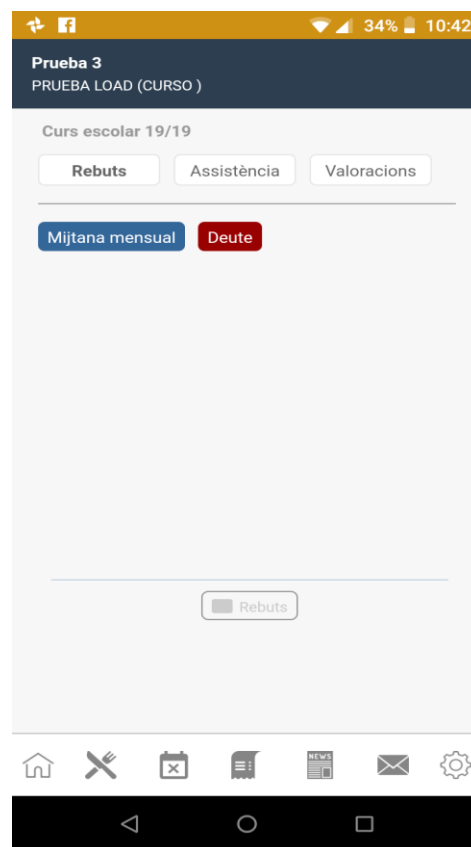 34% 10:42
Prueba 3
PRUEBA LOAD (CURSO )
Curs escolar 19/19
Rebuts Assistència Valoracions
Mijtana mensual Deute
Rebuts
NEWS